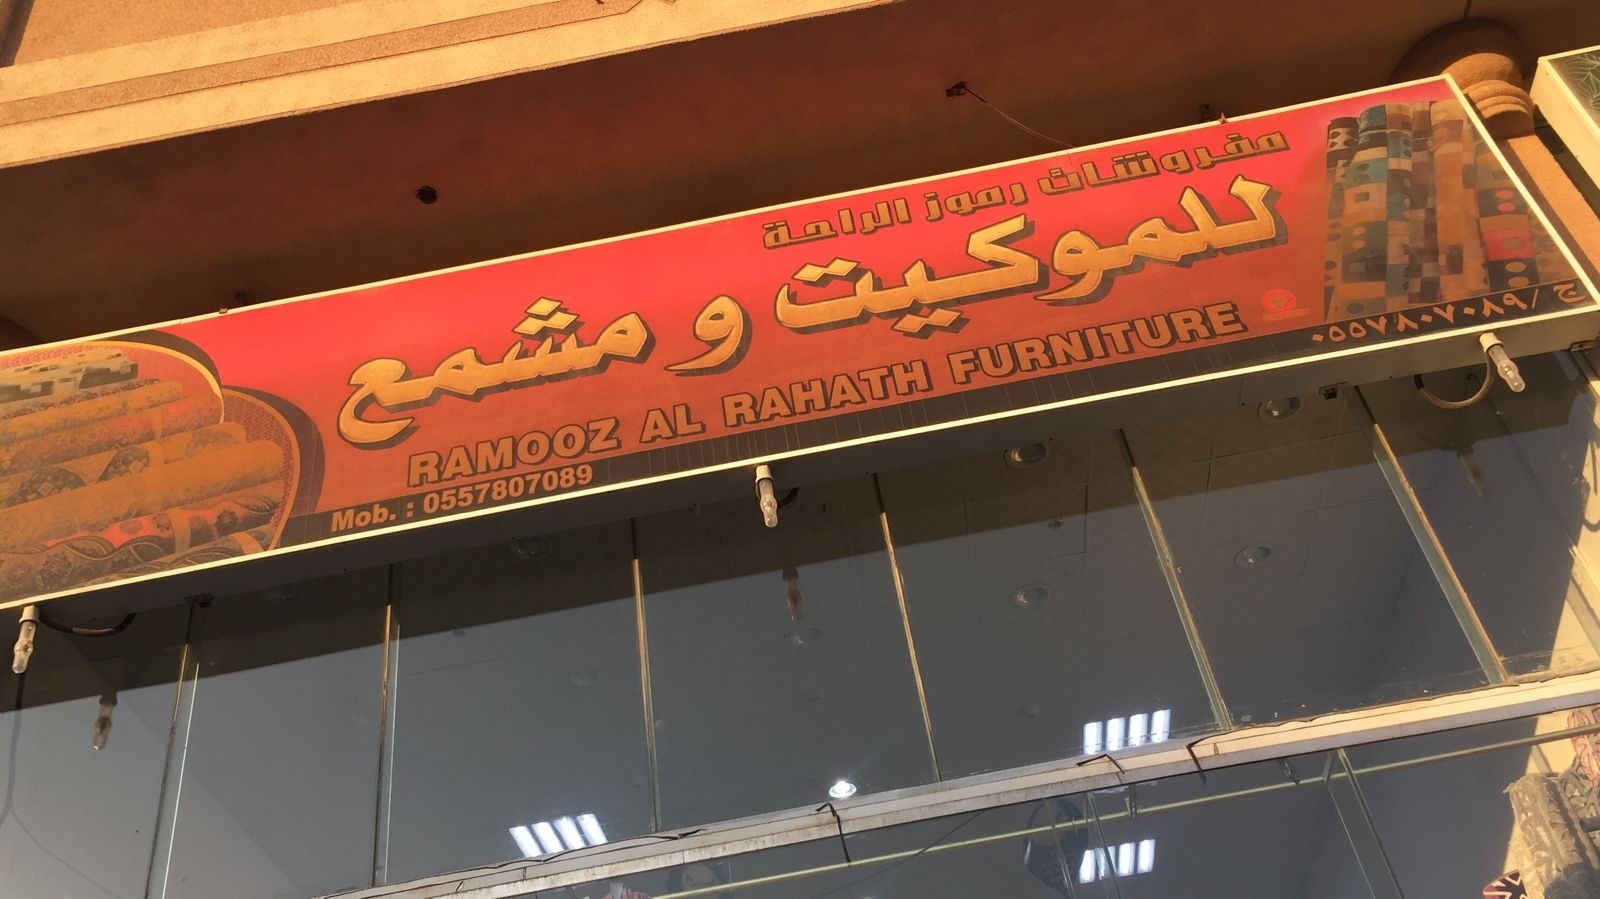 مفروشات رموز الراحة
للموكيت و مشمع
RAMOOZ AL RAHATH FURNITURE
Mob. : 0557807089
ج / ٠٥٥٧٨٠٧٠٨٩